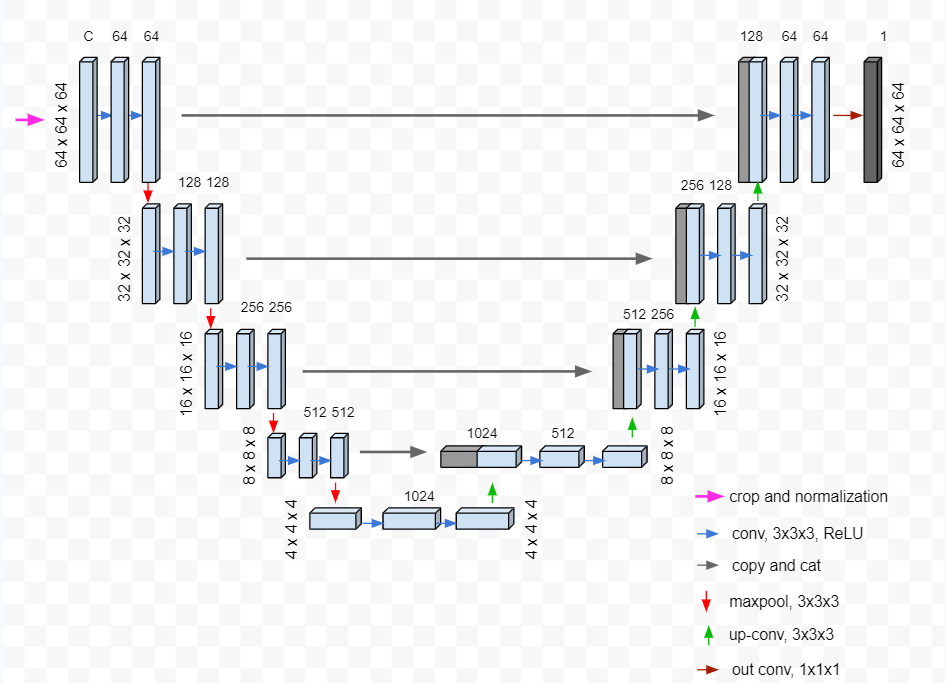 C 64 64
128 64 64 1
64 x 64 x 64
64 x 64 x 64
128 128
256 128
32 x 32 x 32
32 x 32 x 32
256 256
512 256
16 x 16 x 16
16 x 16 x 16
512 512
1024 512
8 x 8 x 8
8 x 8 x 8
1024
4 x 4 x 4
4 x 4 x 4
crop and normalization
conv, 3x3x3, ReLU
copy and cat
maxpool, 3x3x3
up-conv, 3x3x3
out conv, 1x1x1